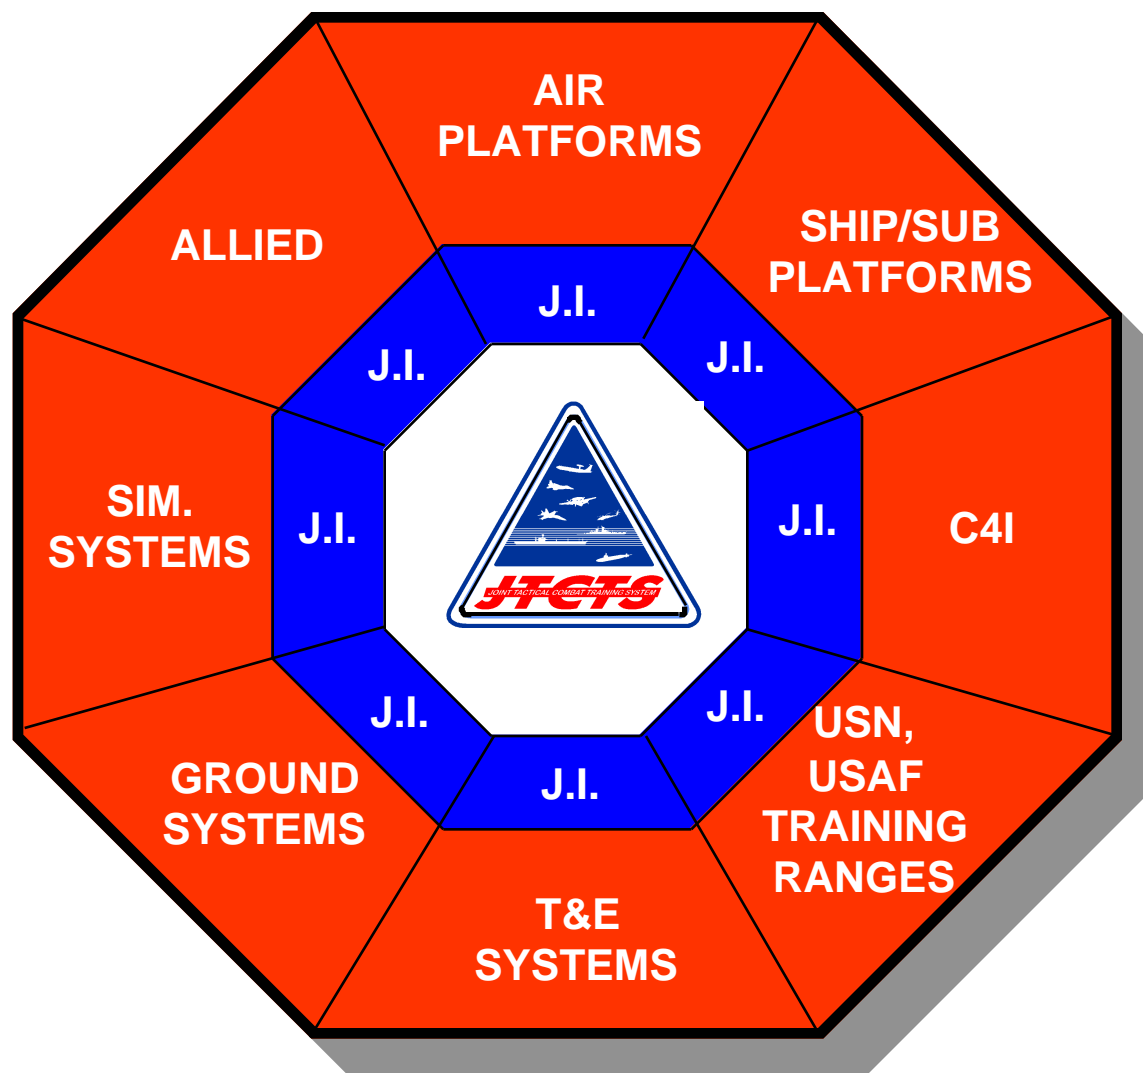 AIR
PLATFORMS
SHIP/SUB
PLATFORMS
ALLIED
J.I.
J.I.
J.I.
SIM.
SYSTEMS
J.I.
J.I.
C4I
JTCTS
JOINT TACTICAL COMBAT TRAINING SYSTEM
J.I.
J.I.
USN,
USAF
TRAINING
RANGES
GROUND
SYSTEMS
J.I.
T&E
SYSTEMS